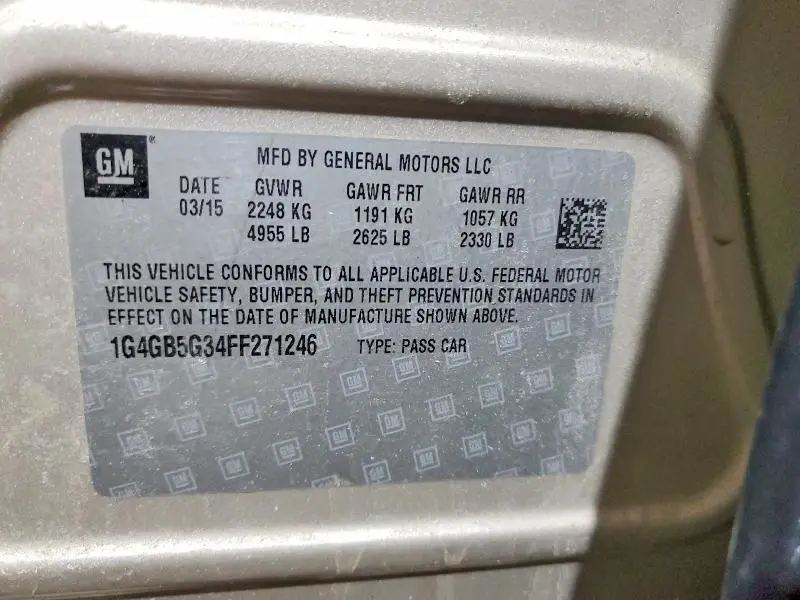 GM ®
MFD BY GENERAL MOTORS LLC
DATE GVWR GAWR FRT GAWR RR
03/15 2248 KG 1191 KG 1057 KG
4955 LB 2625 LB 2330 LB
THIS VEHICLE CONFORMS TO ALL APPLICABLE U.S. FEDERAL MOTOR
VEHICLE SAFETY, BUMPER, AND THEFT PREVENTION STANDARDS IN
EFFECT ON THE DATE OF MANUFACTURE SHOWN ABOVE.
1G4GB5G34FF271246 TYPE: PASS CAR